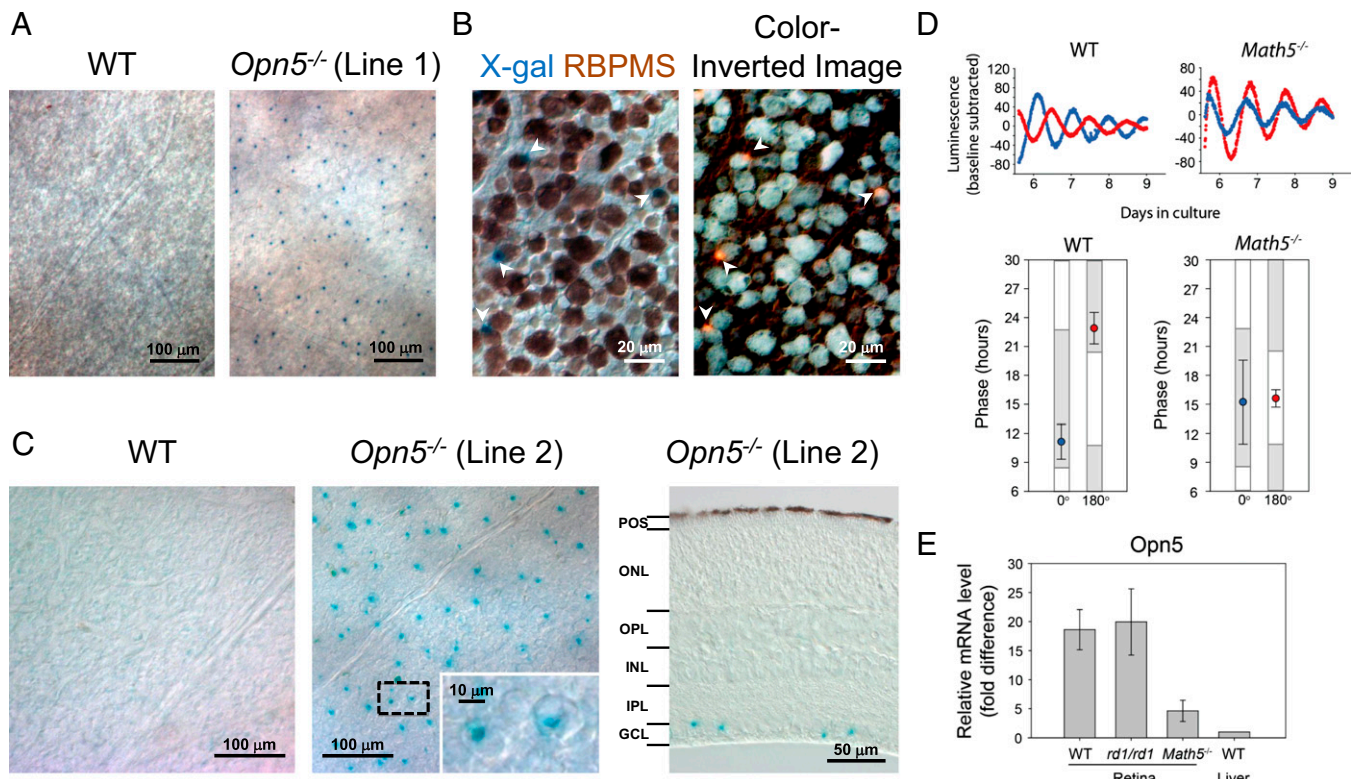 A
WT
Opn5-/- (Line 1)
100 μm
100 μm
B
X-gal RBPMS
Color-
Inverted Image
20 μm
20 μm
C
WT
Opn5-/- (Line 2)
Opn5-/- (Line 2)
100 μm
100 μm
10 μm
POS
ONL
OPL
INL
IPL
GCL
50 μm
D
WT
Math5-/-
Luminescence
(baseline subtracted)
120
80
40
0
-40
-80
6 7 8 9
80
40
0
-40
-80
6 7 8 9
Days in culture
WT
Math5-/-
Phase (hours)
30
27
24
21
18
15
12
9
6
0° 180°
Phase (hours)
30
27
24
21
18
15
12
9
6
0° 180°
E
Opn5
Relative mRNA level
(fold difference)
30
25
20
15
10
5
0
WT rd1/rd1 Math5-/- WT
Retina Liver